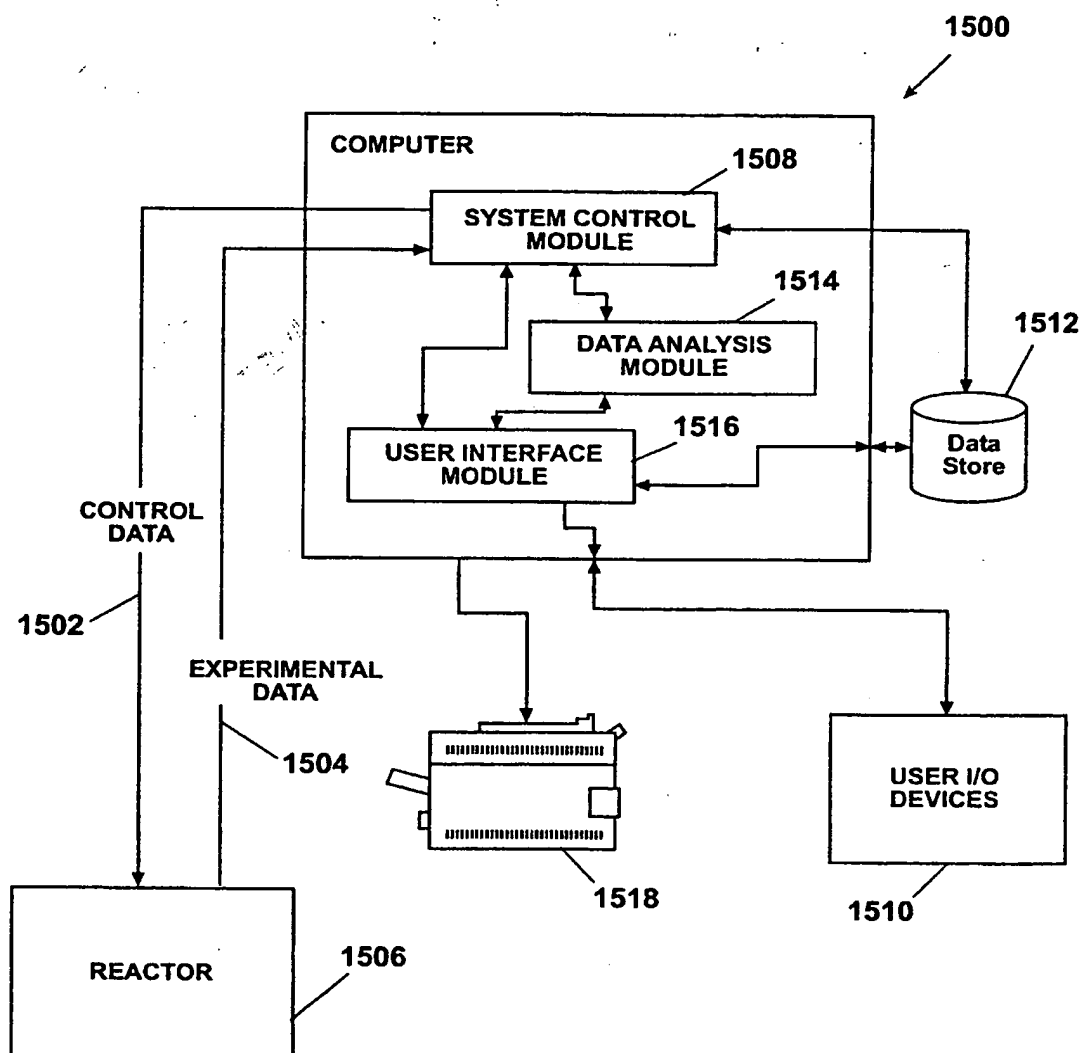 1500
COMPUTER
1508
SYSTEM CONTROL
MODULE
1514
DATA ANALYSIS
MODULE
1512
Data
Store
1516
USER INTERFACE
MODULE
CONTROL
DATA
1502
EXPERIMENTAL
DATA
1504
USER I/O
DEVICES
1518
1510
REACTOR
1506